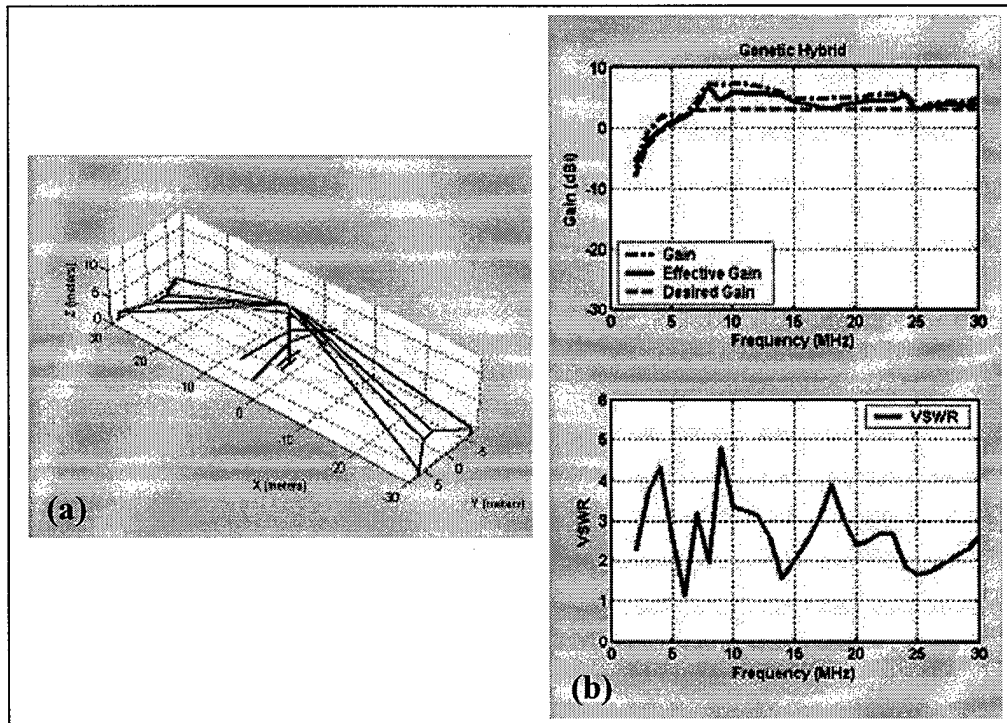 (a)
Z (meters)
10
5
0
30
20
10
0
-10
20
30
X (meters)
5
0
-5
Y (meters)
Genetic Hybrid
10
0
-10
-20
-30
Gain (dBi)
Gain
Effective Gain
Desired Gain
0 5 10 15 20 25 30
Frequency (MHz)
6
5
4
3
2
1
0
VSWR
VSWR
0 5 10 15 20 25 30
Frequency (MHz)
(b)